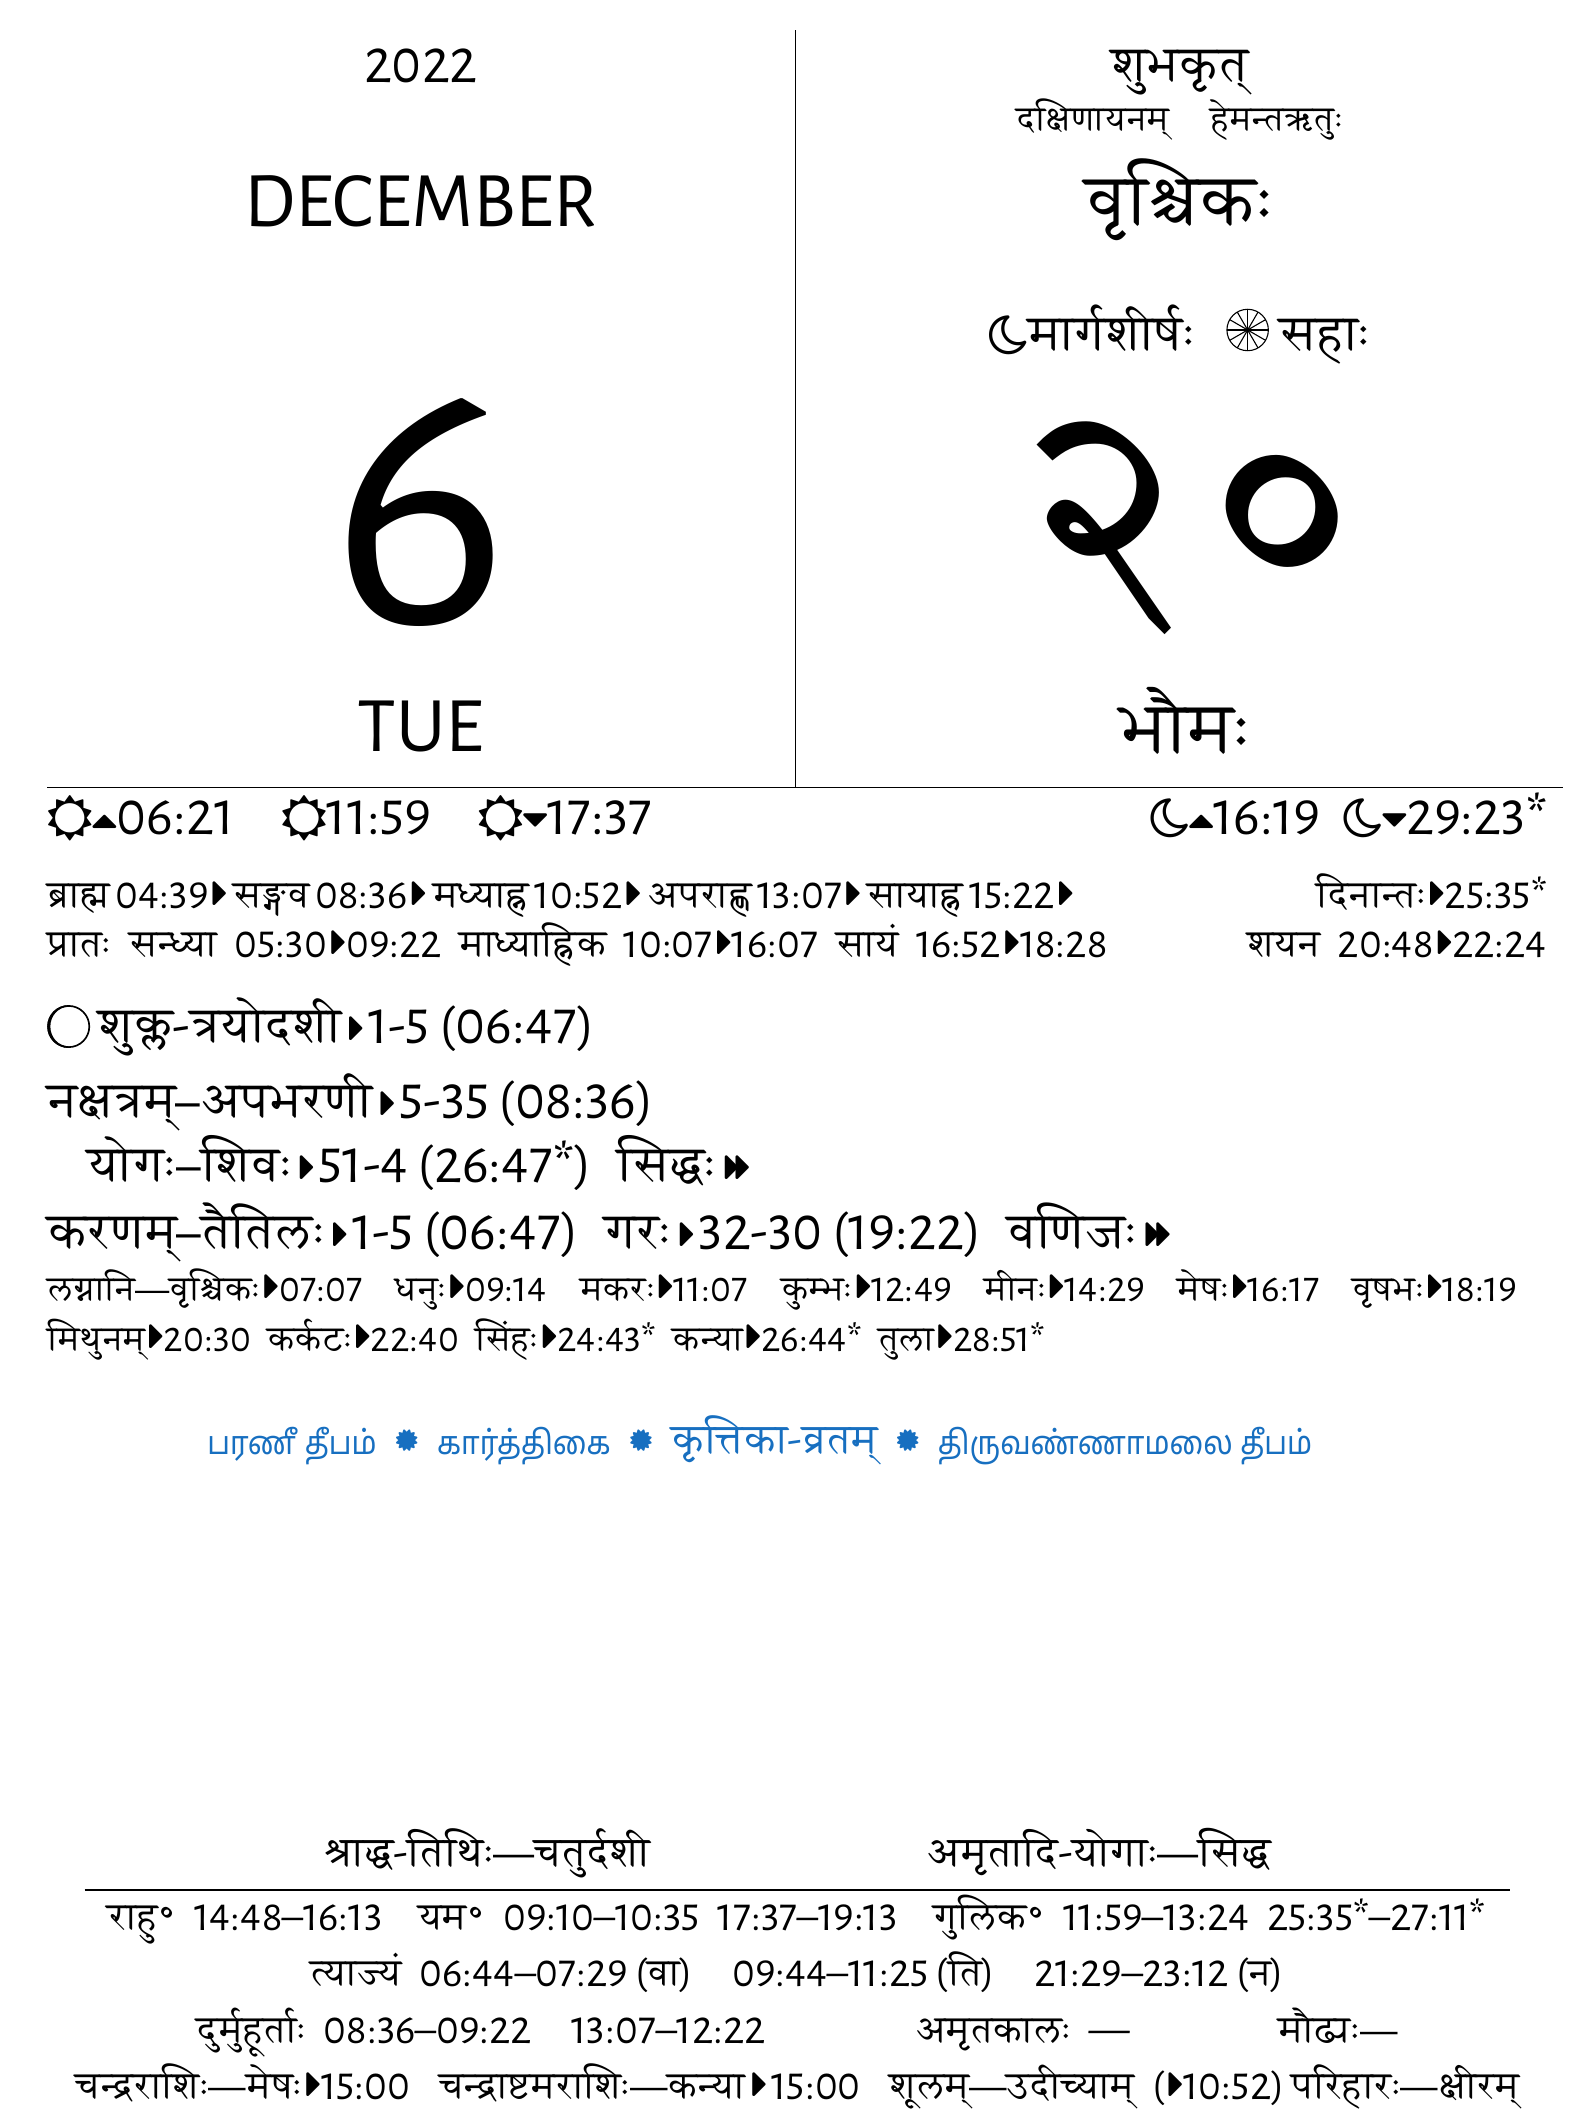 2022
DECEMBER
6
TUE
शुभकृत्
दक्षिणायनम् हेमन्तऋतुः
वृश्चिकः
मार्गशीर्षः सहाः
२०
भौमः
06:21 11:59 17:37 16:19 29:23*
ब्राह्म 04:39 सङ्गव 08:36 मध्याह्न 10:52 अपराह्ण 13:07 सायाह्न 15:22 दिनान्तः 25:35*
प्रातः सन्ध्या 05:30 09:22 माध्याह्निक 10:07 16:07 सायं 16:52 18:28 शयन 20:48 22:24
शुक्ल-त्रयोदशी 1-5 (06:47)
नक्षत्रम्–अपभरणी 5-35 (08:36)
योगः–शिवः 51-4 (26:47*) सिद्धः
करणम्–तैतिलः 1-5 (06:47) गरः 32-30 (19:22) वणिजः
लग्नानि—वृश्चिकः 07:07 धनुः 09:14 मकरः 11:07 कुम्भः 12:49 मीनः 14:29 मेषः 16:17 वृषभः 18:19
मिथुनम् 20:30 कर्कटः 22:40 सिंहः 24:43* कन्या 26:44* तुला 28:51*
பரணீ தீபம் ✹ கார்த்திகை ✹ कृत्तिका-व्रतम् ✹ திருவண்ணாமலை தீபம்
श्राद्ध-तिथिः—चतुर्दशी अमृतादि-योगाः—सिद्ध
राहु॰ 14:48–16:13 यम॰ 09:10–10:35 17:37–19:13 गुलिक॰ 11:59–13:24 25:35*–27:11*
त्याज्यं 06:44–07:29 (वा) 09:44–11:25 (ति) 21:29–23:12 (न)
दुर्मुहूर्ताः 08:36–09:22 13:07–12:22 अमृतकालः — मौढ्यः—
चन्द्रराशिः—मेषः 15:00 चन्द्राष्टमराशिः—कन्या 15:00 शूलम्—उदीच्याम् (10:52) परिहारः—क्षीरम्